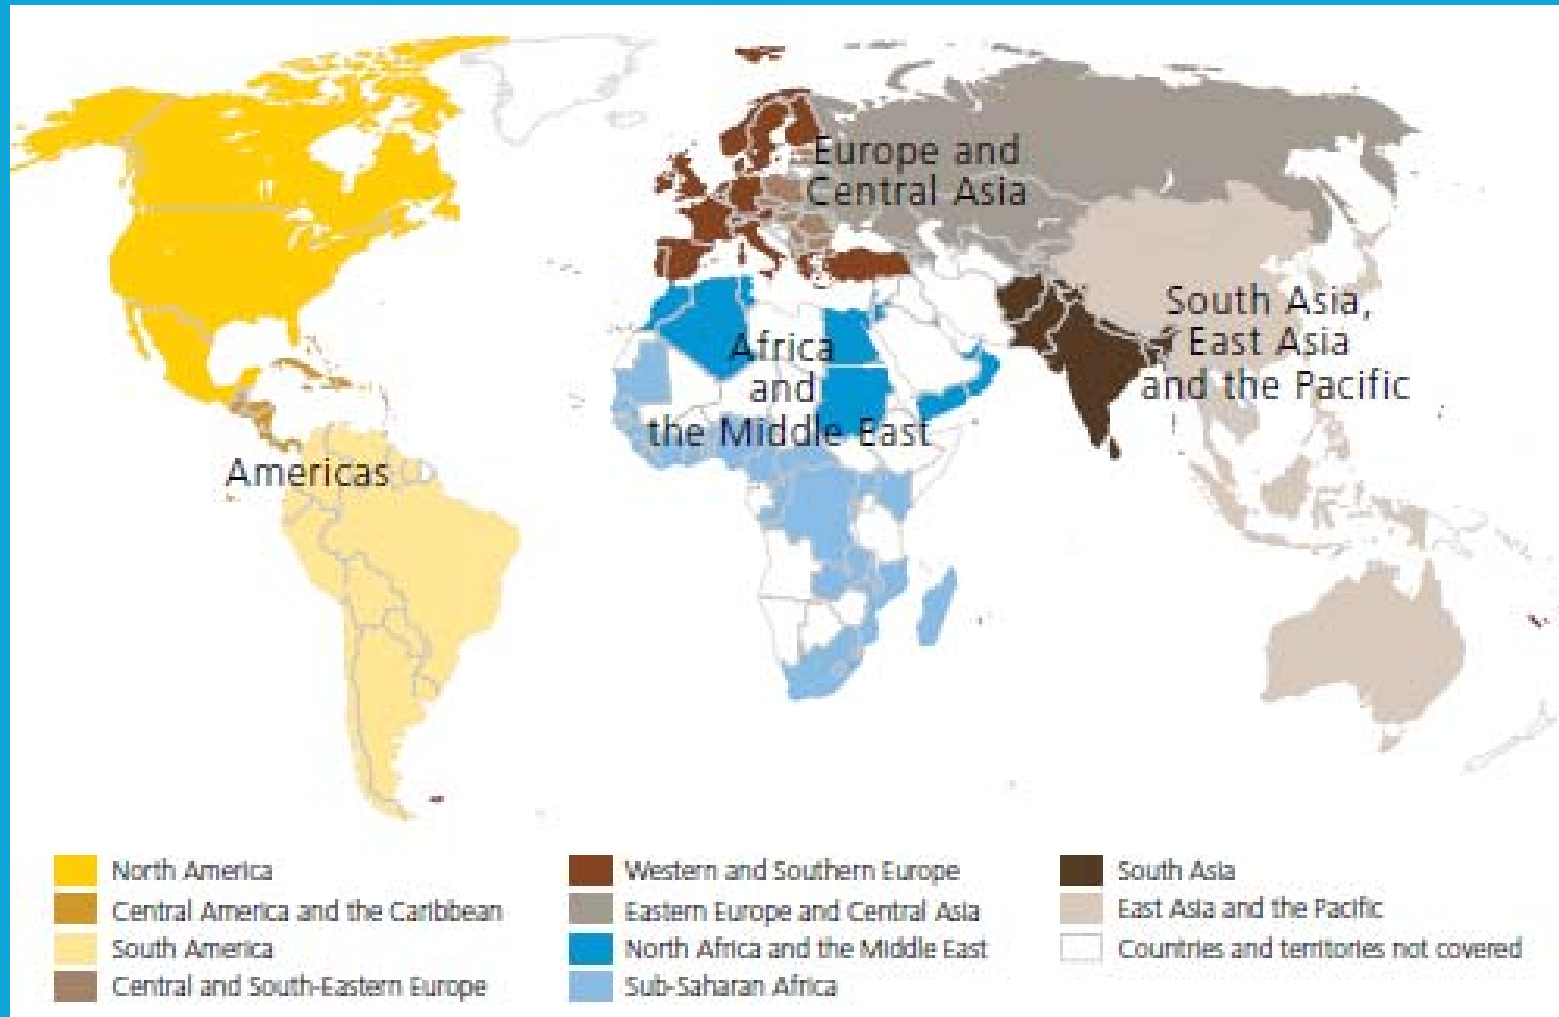 Europe and
Central Asia
South Asia,
East Asia
and the Pacific
Africa
and
the Middle East
Americas
North America
Central America and the Caribbean
South America
Central and South-Eastern Europe
Western and Southern Europe
Eastern Europe and Central Asia
North Africa and the Middle East
Sub-Saharan Africa
South Asia
East Asia and the Pacific
Countries and territories not covered